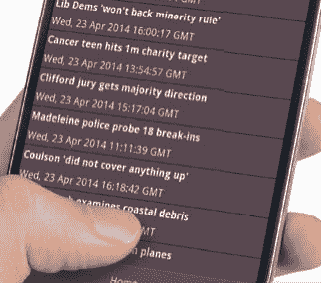 GMT
Lib Dems 'won't back minority rule'
Wed, 23 Apr 2014 16:00:17 GMT
Cancer teen hits 1m charity target
Wed, 23 Apr 2014 13:54:57 GMT
Clifford jury gets majority direction
Wed, 23 Apr 2014 15:17:04 GMT
Madeleine police probe 18 break-ins
Wed, 23 Apr 2014 11:11:39 GMT
Coulson 'did not cover anything up'
Wed, 23 Apr 2014 16:18:42 GMT
examines coastal debris
GMT
planes
Home